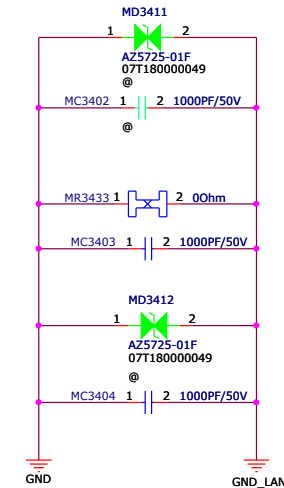 MD3411
1 2
AZ5725-01F
07T180000049
@
MC3402 1 2 1000PF/50V
@
MR3433 1 2 0Ohm
MC3403 1 2 1000PF/50V
MD3412
1 2
AZ5725-01F
07T180000049
@
MC3404 1 2 1000PF/50V
GND GND_LAN